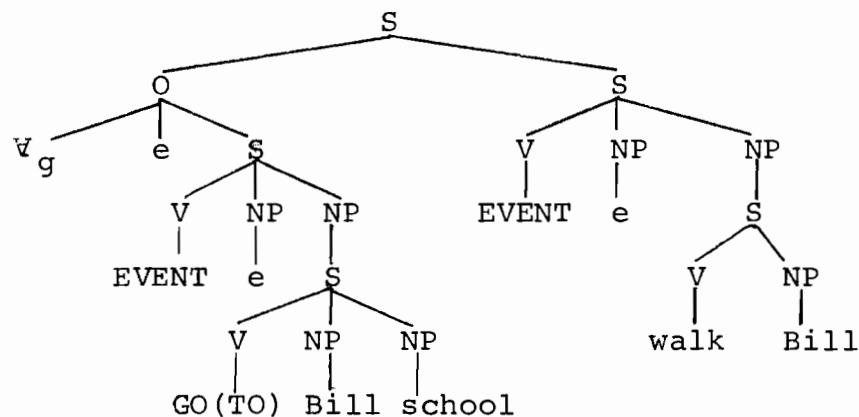 S
O S
∀g e S V NP NP
V NP NP EVENT e S
EVENT e S V NP
V NP NP walk Bill
GO(TO) Bill school